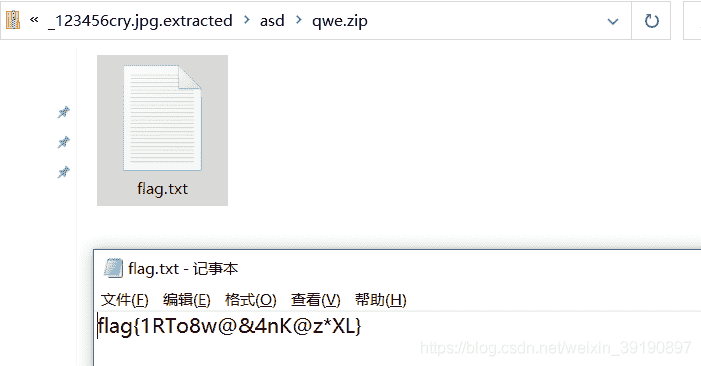 « _123456cry.jpg.extracted > asd > qwe.zip
flag.txt
flag.txt - 记事本
文件(F) 编辑(E) 格式(O) 查看(V) 帮助(H)
flag{1RTo8w@&4nK@z*XL}
https://blog.csdn.net/weixin_39190897